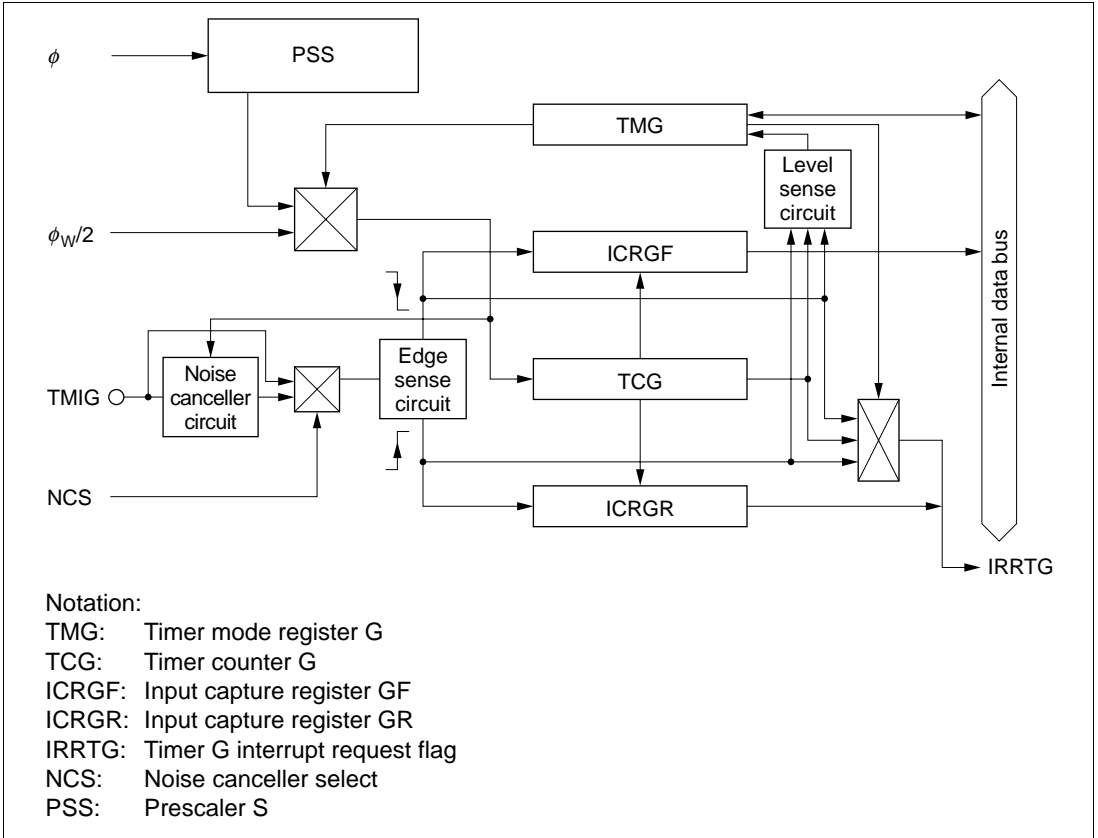 ϕ
PSS
TMG
Level
sense
circuit
ϕW/2
ICRGF
Internal data bus
TMIG
Noise
canceller
circuit
Edge
sense
circuit
TCG
NCS
ICRGR
IRRTG
Notation:
TMG: Timer mode register G
TCG: Timer counter G
ICRGF: Input capture register GF
ICRGR: Input capture register GR
IRRTG: Timer G interrupt request flag
NCS: Noise canceller select
PSS: Prescaler S